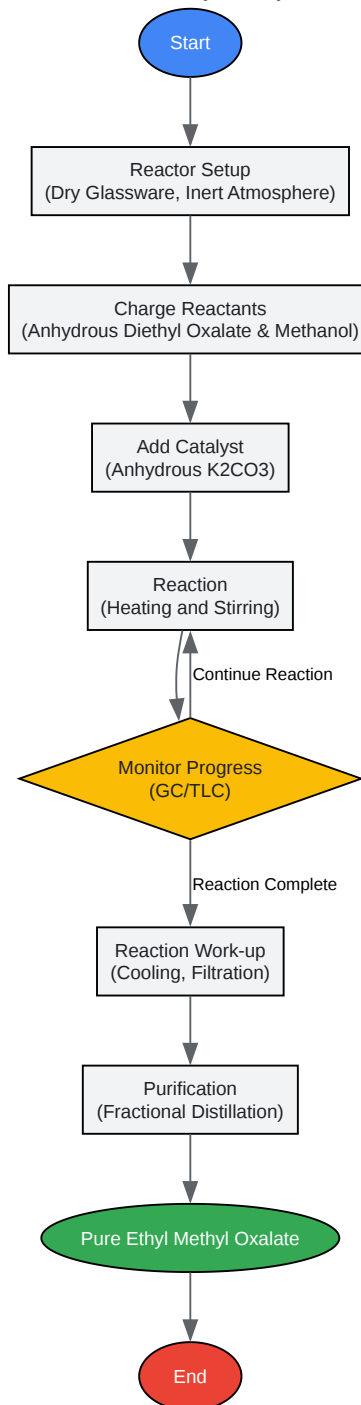 Start
Reactor Setup
(Dry Glassware, Inert Atmosphere)
Charge Reactants
(Anhydrous Diethyl Oxalate & Methanol)
Add Catalyst
(Anhydrous K2CO3)
Reaction
(Heating and Stirring)
Continue Reaction
Monitor Progress
(GC/TLC)
Reaction Complete
Reaction Work-up
(Cooling, Filtration)
Purification
(Fractional Distillation)
Pure Ethyl Methyl Oxalate
End